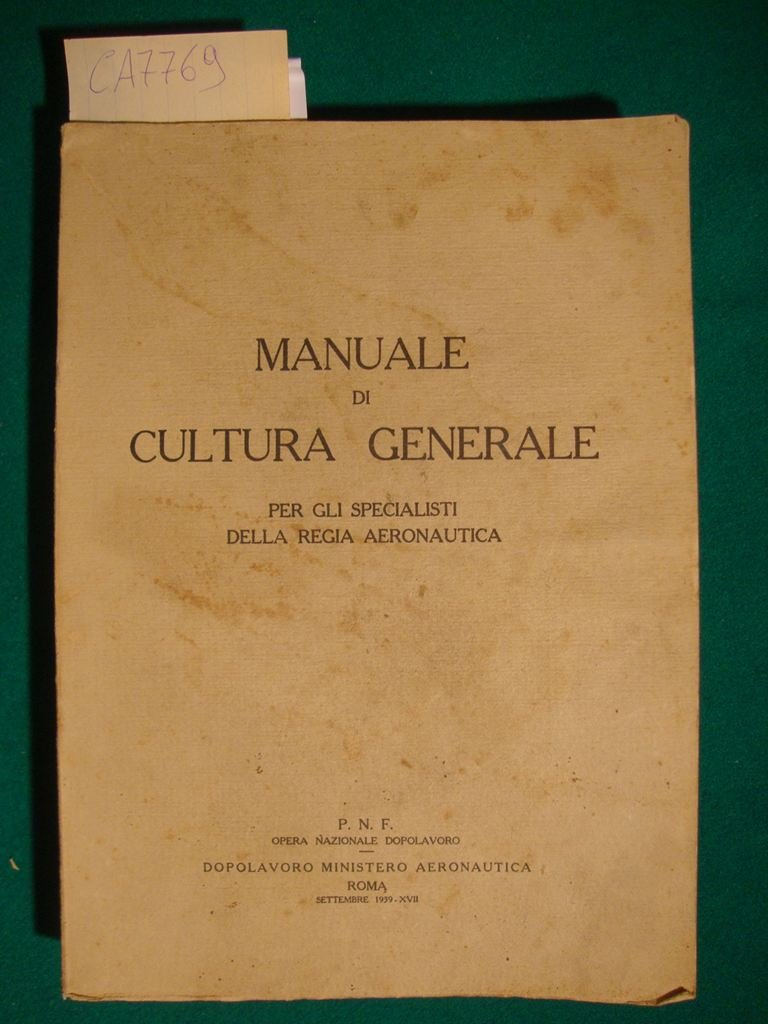 CA7769
MANUALE
DI
CULTURA GENERALE
PER GLI SPECIALISTI
DELLA REGIA AERONAUTICA
P. N. F.
OPERA NAZIONALE DOPOLAVORO
DOPOLAVORO MINISTERO AERONAUTICA
ROMA
SETTEMBRE 1939 - XVII